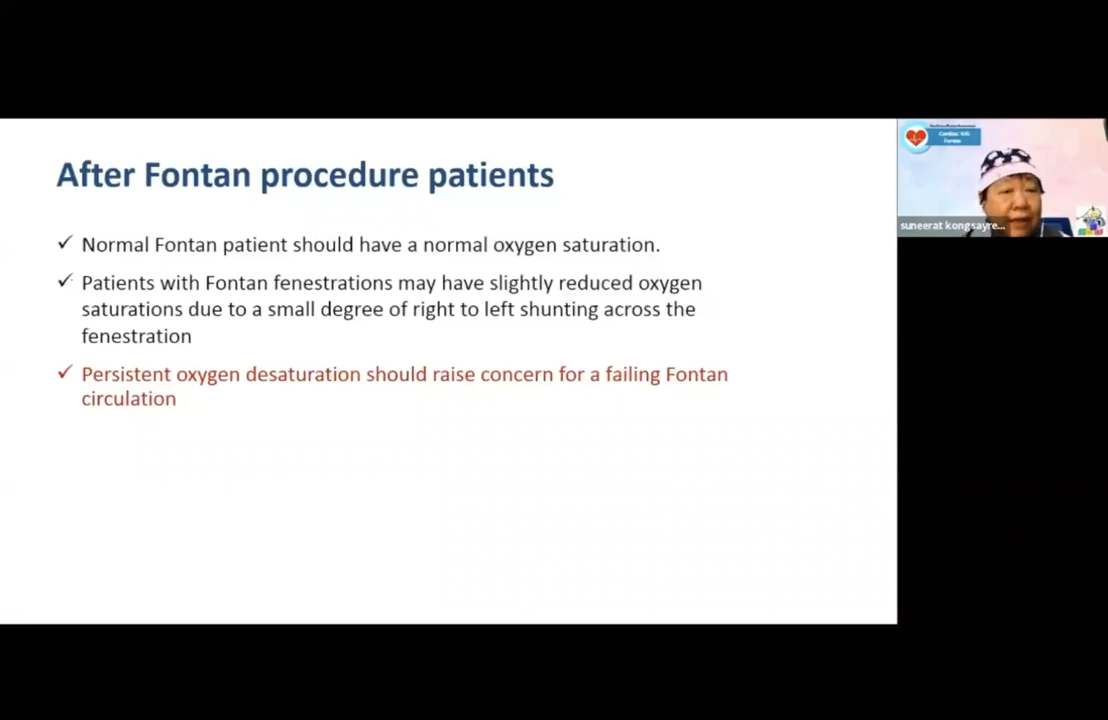 After Fontan procedure patients
✓ Normal Fontan patient should have a normal oxygen saturation.
✓ Patients with Fontan fenestrations may have slightly reduced oxygen
saturations due to a small degree of right to left shunting across the
fenestration
✓ Persistent oxygen desaturation should raise concern for a failing Fontan
circulation
suneerat kongsayre...